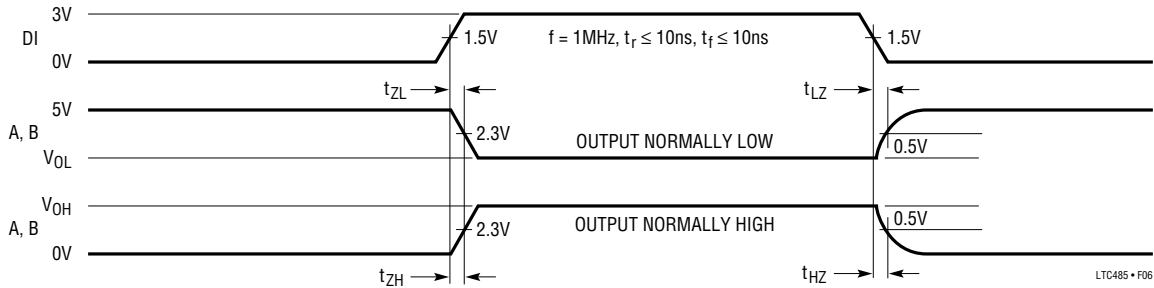 3V
DI
0V
1.5V
f = 1MHz, tr ≤ 10ns, tf ≤ 10ns
1.5V
tZL
tLZ
5V
A, B
VOL
2.3V
OUTPUT NORMALLY LOW
0.5V
VOH
A, B
0V
2.3V
OUTPUT NORMALLY HIGH
0.5V
tZH
tHZ
LTC485 • F06